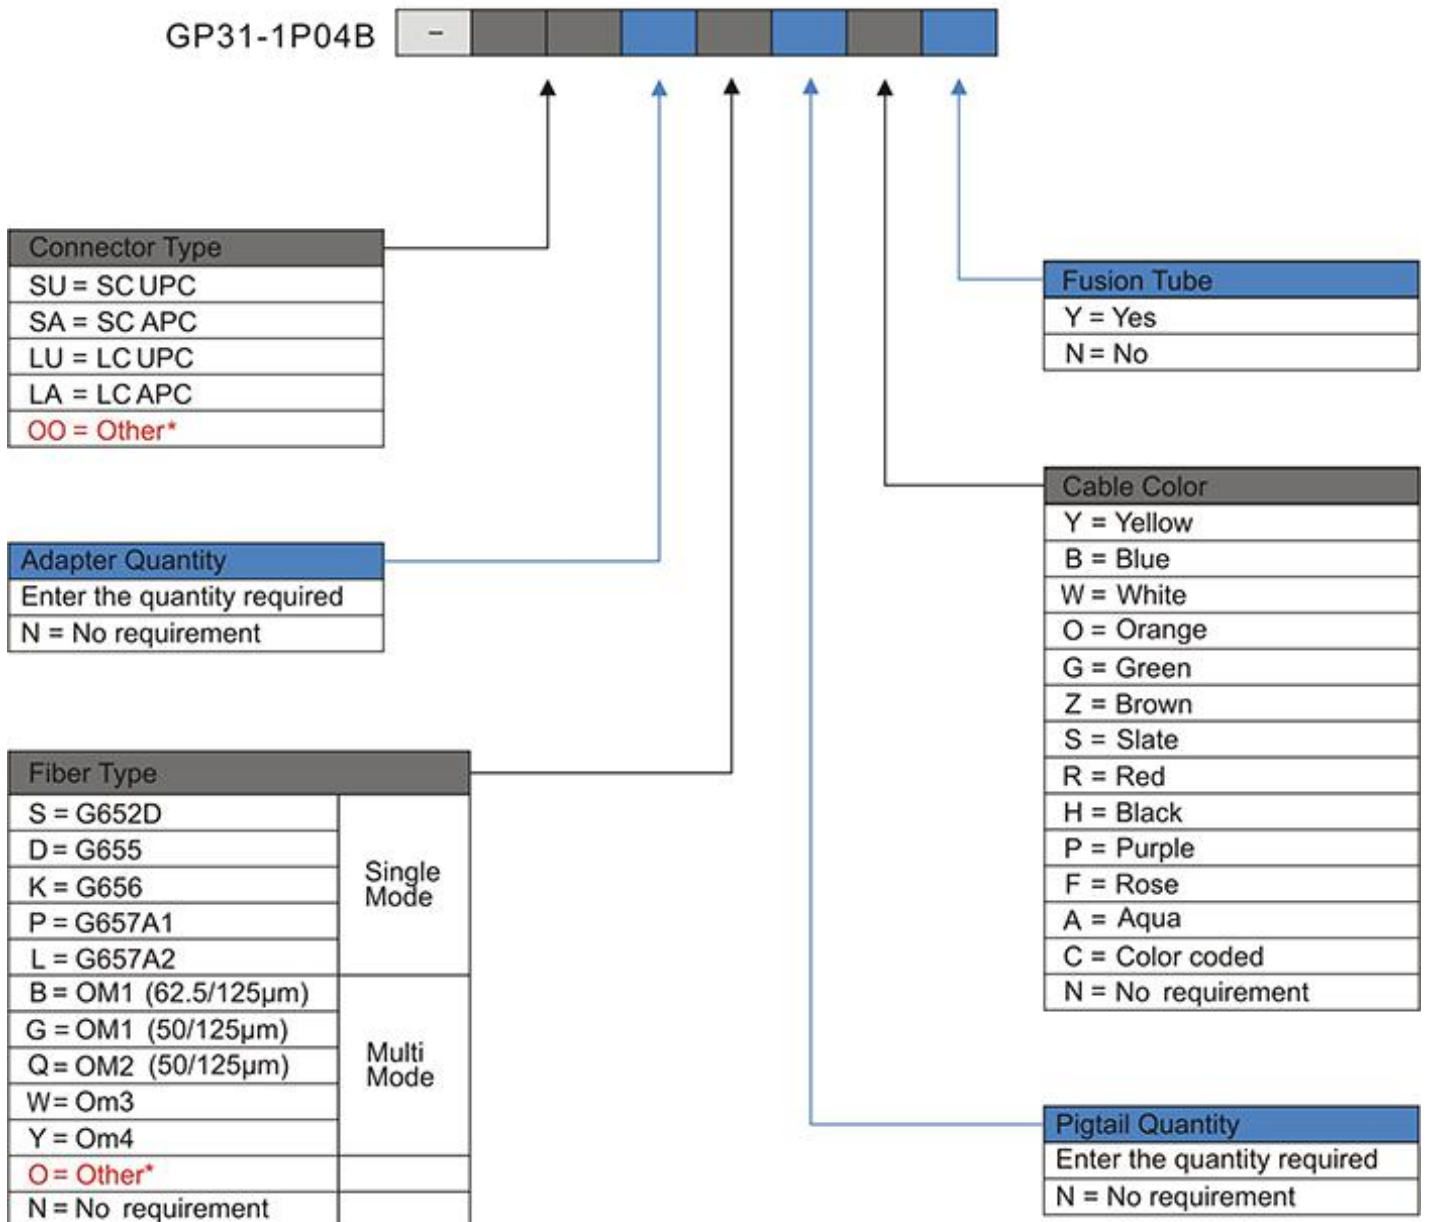 GP31-1P04B -
Connector Type
SU = SC UPC
SA = SC APC
LU = LC UPC
LA = LC APC
OO = Other*
Adapter Quantity
Enter the quantity required
N = No requirement
Fiber Type
S = G652D
D = G655
K = G656
P = G657A1
L = G657A2
Single
Mode
B = OM1 (62.5/125µm)
G = OM1 (50/125µm)
Q = OM2 (50/125µm)
W = Om3
Y = Om4
Multi
Mode
O = Other*
N = No requirement
Fusion Tube
Y = Yes
N = No
Cable Color
Y = Yellow
B = Blue
W = White
O = Orange
G = Green
Z = Brown
S = Slate
R = Red
H = Black
P = Purple
F = Rose
A = Aqua
C = Color coded
N = No requirement
Pigtail Quantity
Enter the quantity required
N = No requirement